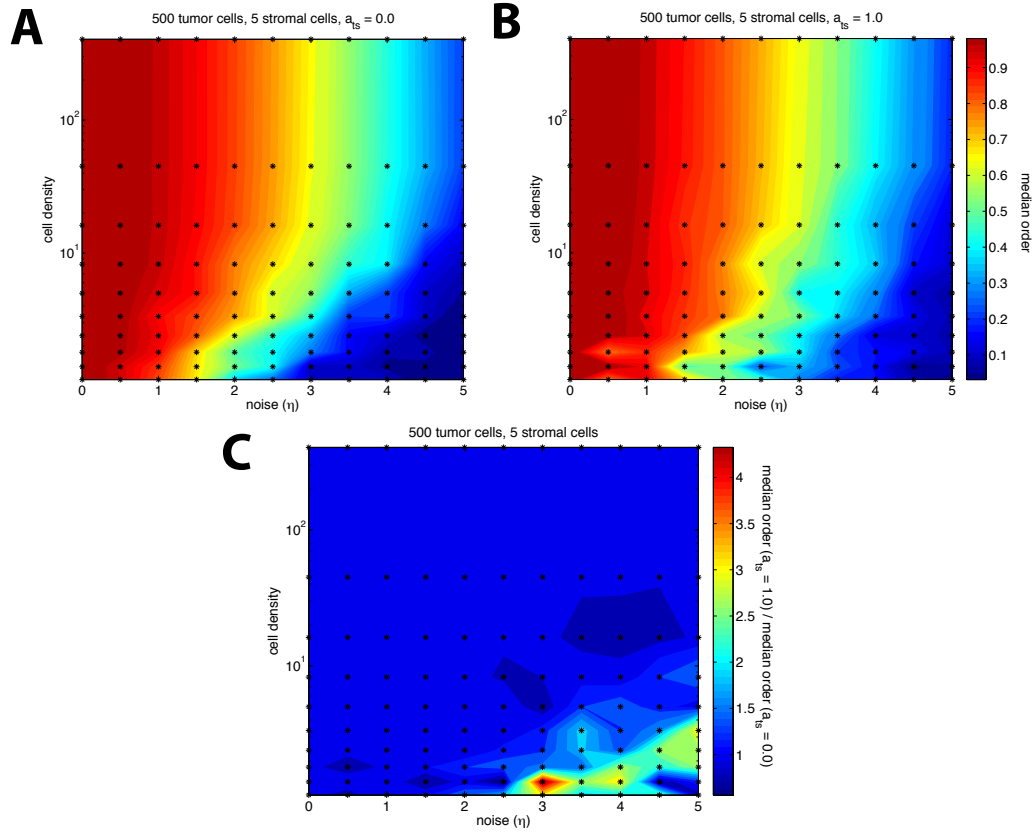 A
500 tumor cells, 5 stromal cells, a_ts = 0.0
cell density
10^2
10^1
0 1 2 3 4 5
noise (η)
B
500 tumor cells, 5 stromal cells, a_ts = 1.0
cell density
10^2
10^1
0 1 2 3 4 5
noise (η)
0.9
0.8
0.7
0.6
0.5
0.4
0.3
0.2
0.1
median order
C
500 tumor cells, 5 stromal cells
cell density
10^2
10^1
0 1 2 3 4 5
noise (η)
4
3.5
3
2.5
2
1.5
1
median order (a_ts = 1.0) / median order (a_ts = 0.0)